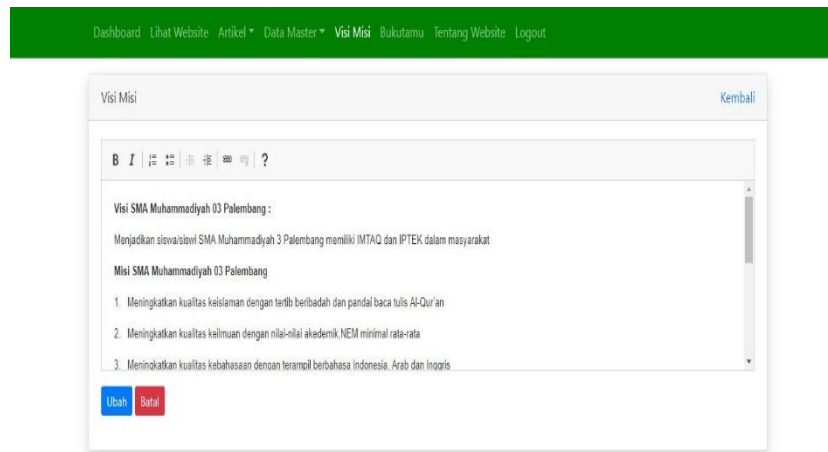 Dashboard Lihat Website Artikel Data Master Visi Misi Bukutamu Tentang Website Logout
Visi Misi Kembali
B I ?
Visi SMA Muhammadiyah 03 Palembang :
Menjadikan siswa/siswi SMA Muhammadiyah 3 Palembang memiliki IMTAQ dan IPTEK dalam masyarakat
Misi SMA Muhammadiyah 03 Palembang
1. Meningkatkan kualitas keislaman dengan tertib beribadah dan pandai baca tulis Al-Qur'an
2. Meningkatkan kualitas keilmuan dengan nilai-nilai akedemik,NEM minimal rata-rata
3. Meningkatkan kualitas kebahasaan dengan terampil berbahasa Indonesia, Arab dan Inggris
Ubah Batal